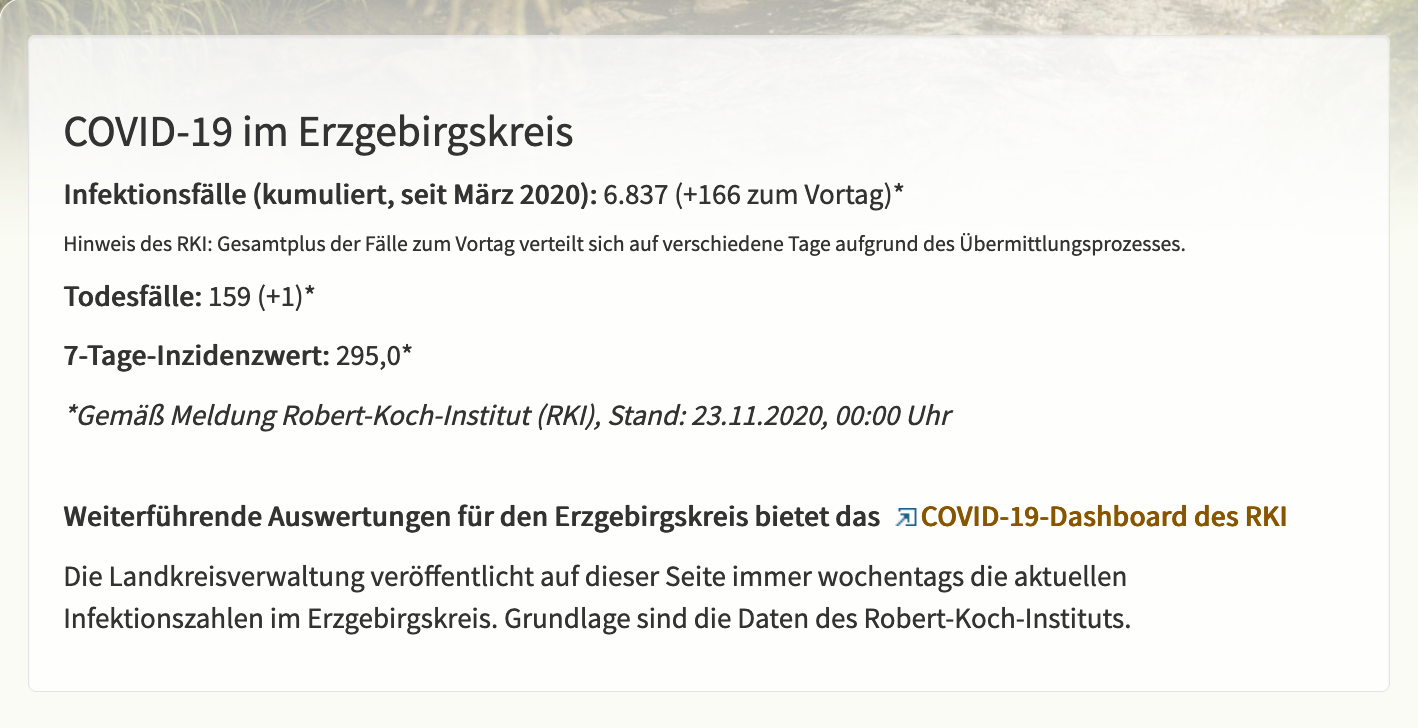 COVID-19 im Erzgebirgskreis
Infektionsfälle (kumuliert, seit März 2020): 6.837 (+166 zum Vortag)*
Hinweis des RKI: Gesamtplus der Fälle zum Vortag verteilt sich auf verschiedene Tage aufgrund des Übermittlungsprozesses.
Todesfälle: 159 (+1)*
7-Tage-Inzidenzwert: 295,0*
*Gemäß Meldung Robert-Koch-Institut (RKI), Stand: 23.11.2020, 00:00 Uhr
Weiterführende Auswertungen für den Erzgebirgskreis bietet das COVID-19-Dashboard des RKI
Die Landkreisverwaltung veröffentlicht auf dieser Seite immer wochentags die aktuellen
Infektionszahlen im Erzgebirgskreis. Grundlage sind die Daten des Robert-Koch-Instituts.